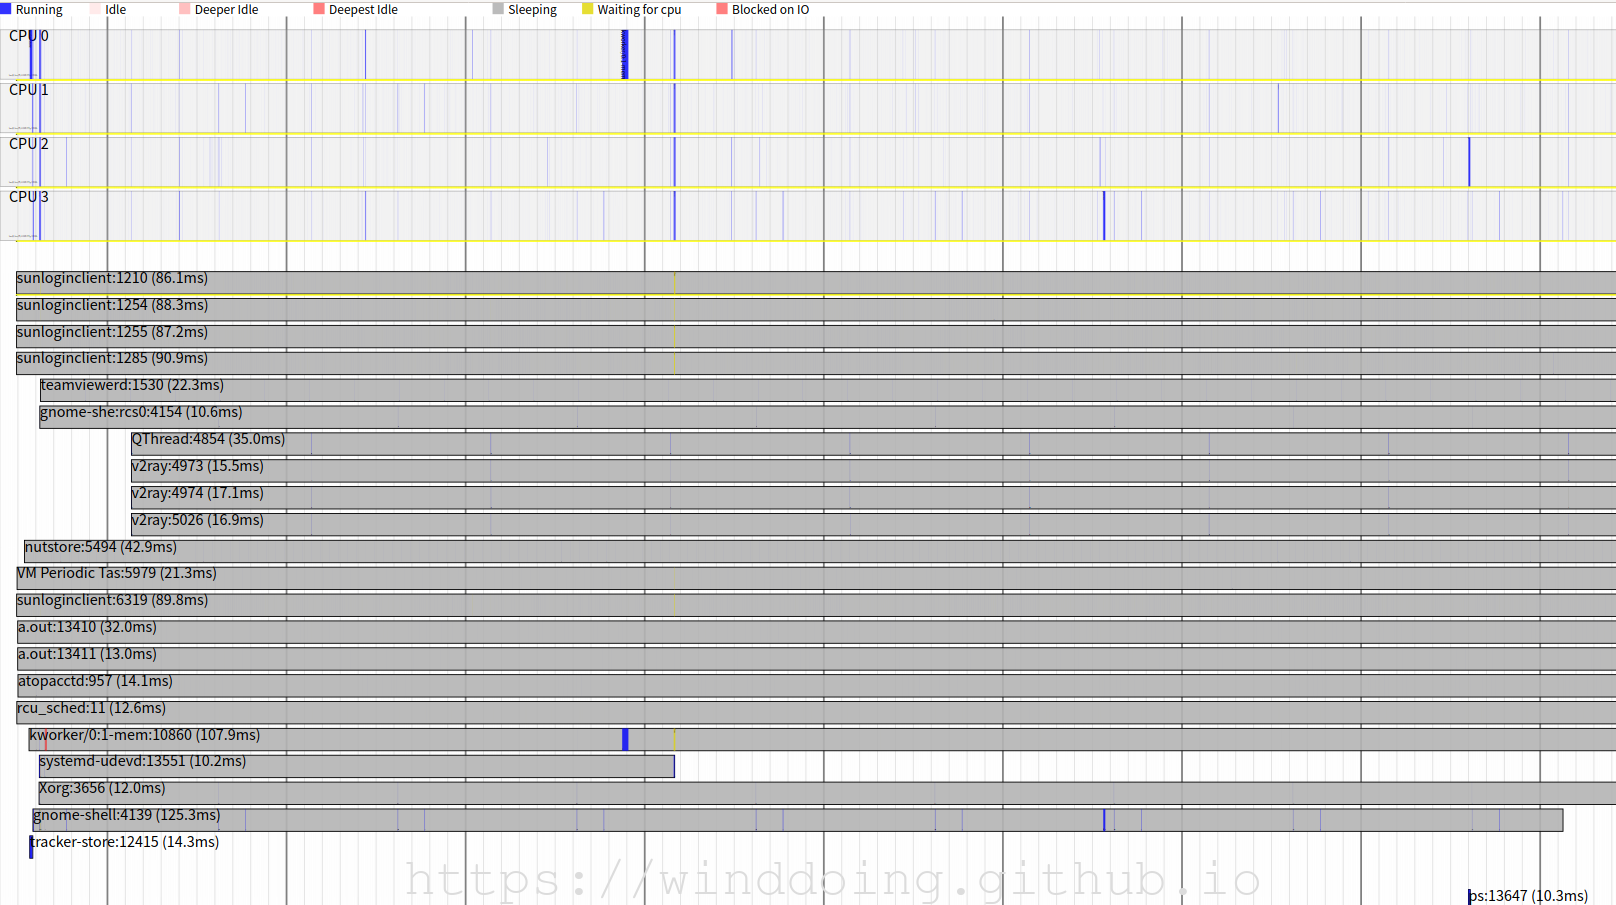 Running Idle Deeper Idle Deepest Idle Sleeping Waiting for cpu Blocked on IO
CPU 0
CPU 1
CPU 2
CPU 3
sunloginclient:1210 (86.1ms)
sunloginclient:1254 (88.3ms)
sunloginclient:1255 (87.2ms)
sunloginclient:1285 (90.9ms)
teamviewerd:1530 (22.3ms)
gnome-she:rcs0:4154 (10.6ms)
QThread:4854 (35.0ms)
v2ray:4973 (15.5ms)
v2ray:4974 (17.1ms)
v2ray:5026 (16.9ms)
nutstore:5494 (42.9ms)
VM Periodic Tas:5979 (21.3ms)
sunloginclient:6319 (89.8ms)
a.out:13410 (32.0ms)
a.out:13411 (13.0ms)
atopacctd:957 (14.1ms)
rcu_sched:11 (12.6ms)
kworker/0:1-mem:10860 (107.9ms)
systemd-udevd:13551 (10.2ms)
Xorg:3656 (12.0ms)
gnome-shell:4139 (125.3ms)
tracker-store:12415 (14.3ms)
https://winddoing.github.io
ps:13647 (10.3ms)